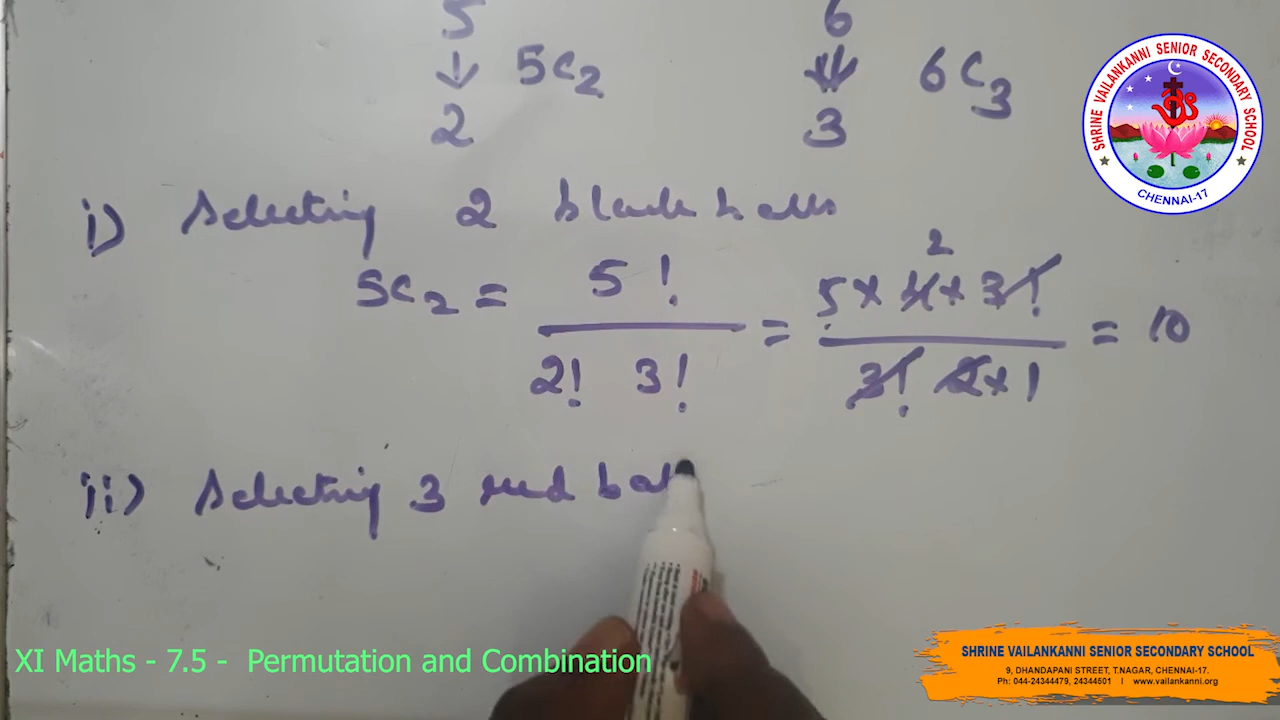 5 6
↓ 5C2 ↓ 6C3
2 3
i) Selecting 2 black balls
2
5C2 = 5! / 2! 3! = 5 × 4 × 3! / 3! 2 × 1 = 10
ii) Selecting 3 red bal
SHRINE VAILANKANNI SENIOR SECONDARY SCHOOL
CHENNAI-17
XI Maths - 7.5 - Permutation and Combination
SHRINE VAILANKANNI SENIOR SECONDARY SCHOOL
9, DHANDAPANI STREET, T.NAGAR, CHENNAI-17.
Ph: 044-24344479, 24344501 I www.vailankanni.org